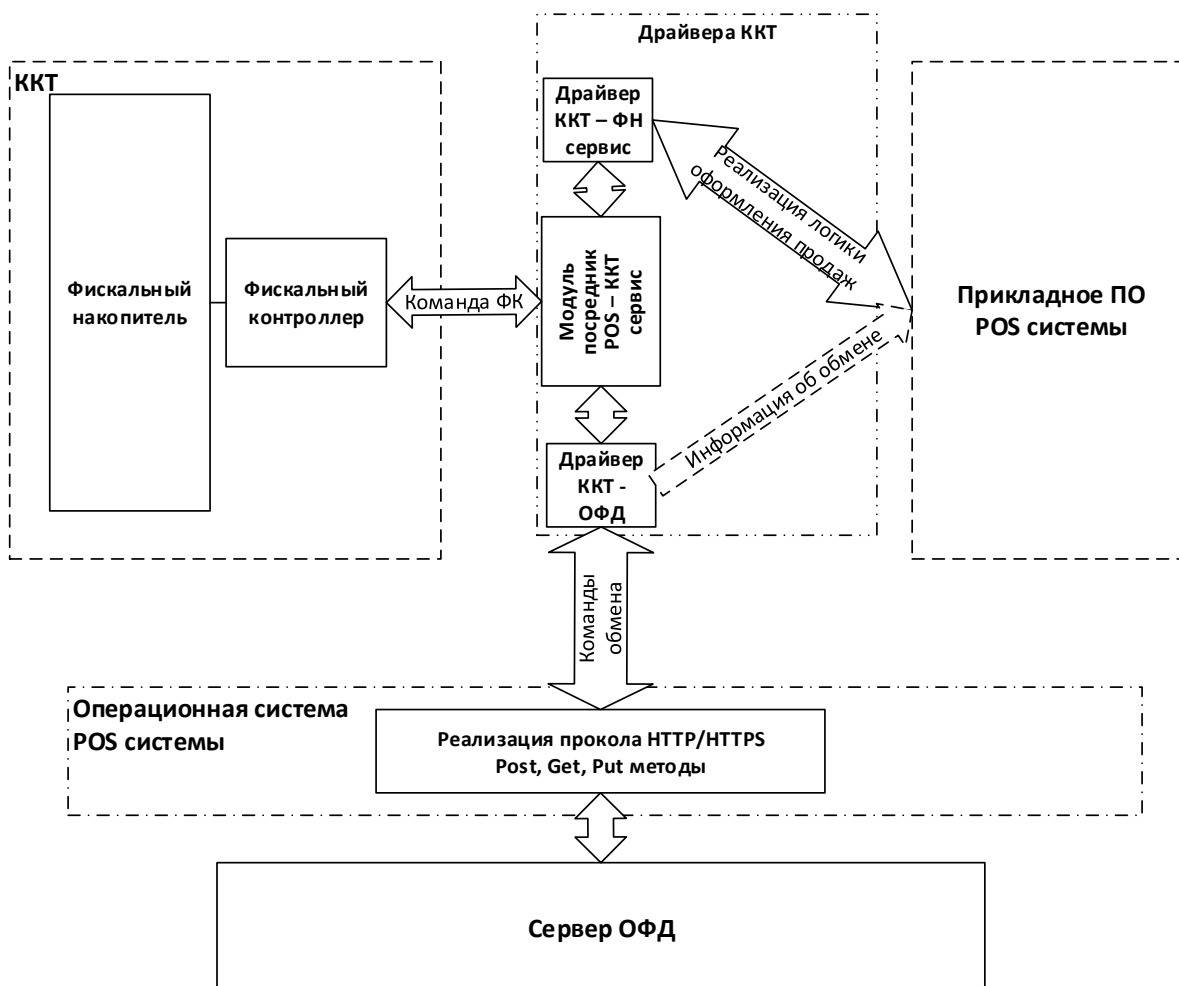 Драйвера ККТ
ККТ
Драйвер
ККТ – ФН
сервис
Реализация логики
оформления продаж
Фискальный
накопитель
Фискальный
контроллер
Команда ФК
Модуль
посредник
POS – ККТ
сервис
Прикладное ПО
POS системы
Информация об обмене
Драйвер
ККТ -
ОФД
Команды
обмена
Операционная система
POS системы
Реализация прокола HTTP/HTTPS
Post, Get, Put методы
Сервер ОФД